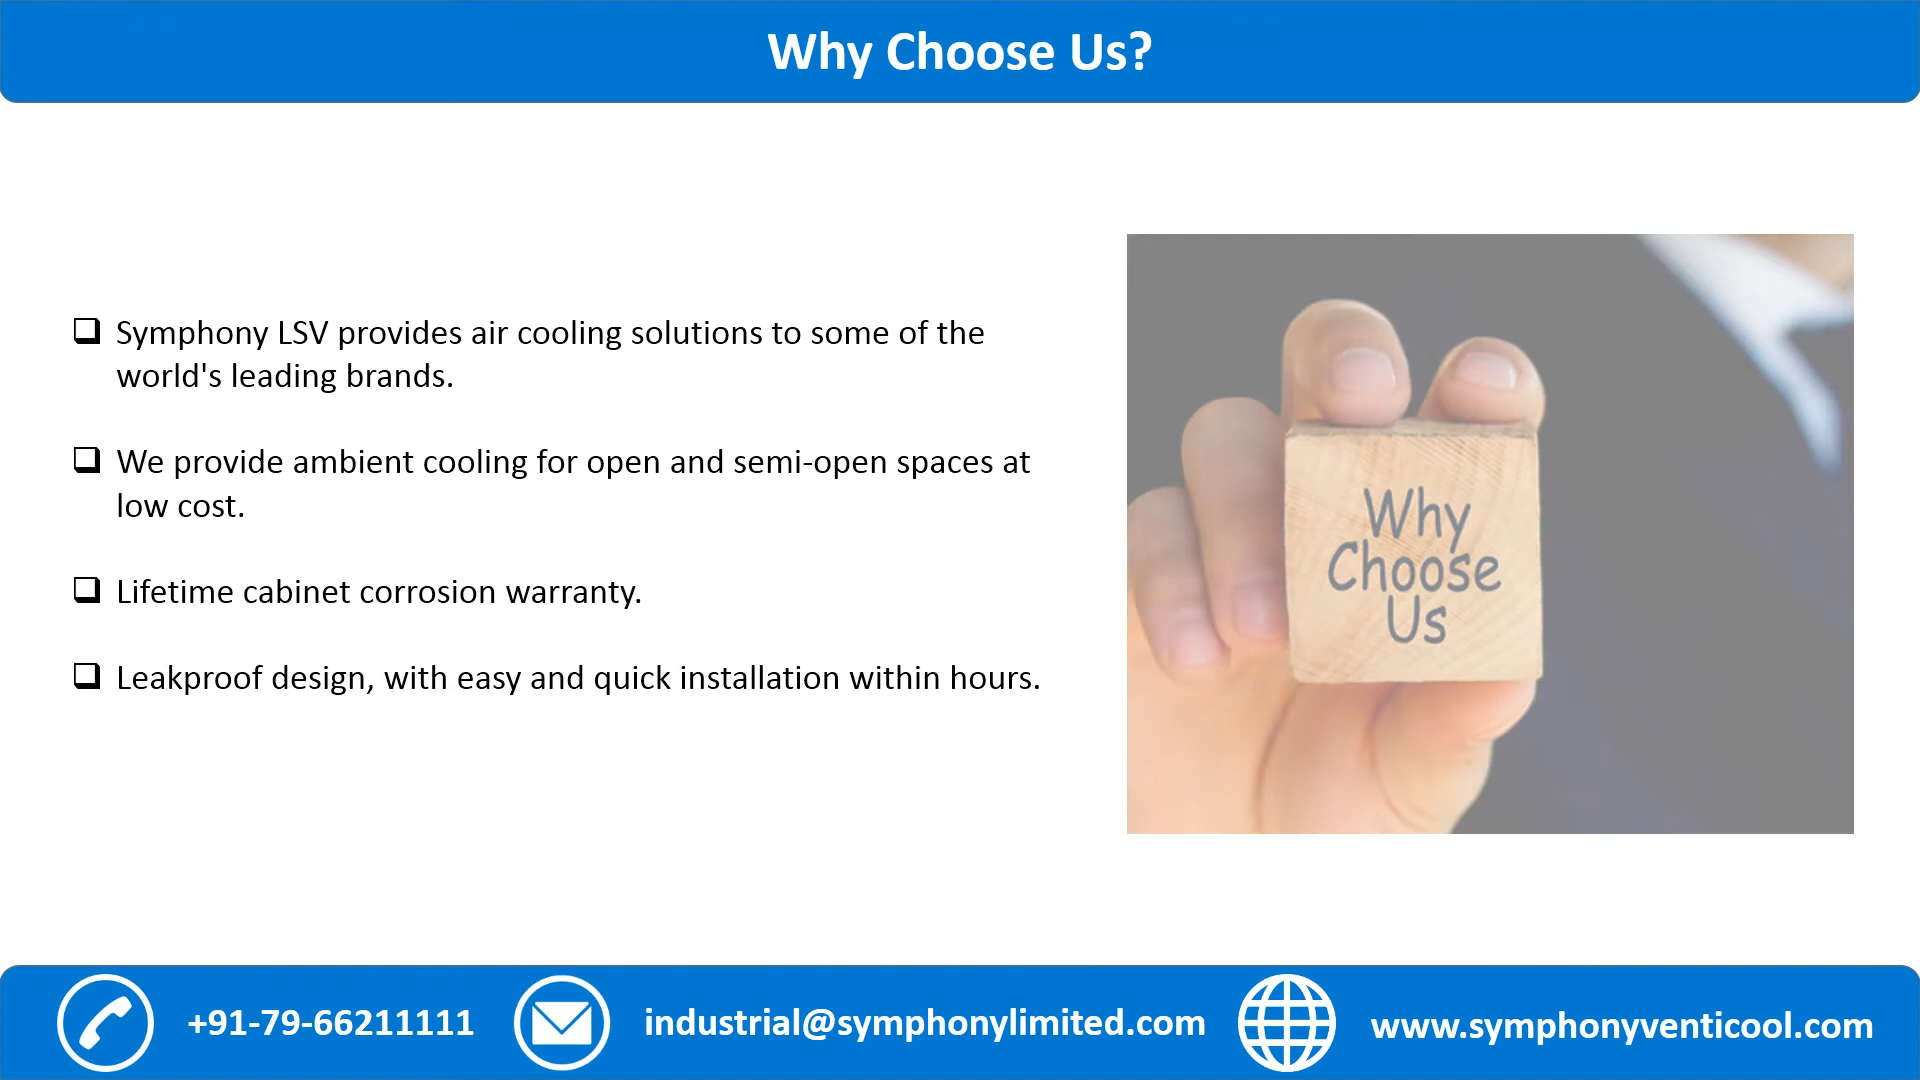 Why Choose Us?
Symphony LSV provides air cooling solutions to some of the
world's leading brands.
We provide ambient cooling for open and semi-open spaces at
low cost.
Lifetime cabinet corrosion warranty.
Leakproof design, with easy and quick installation within hours.
Why
Choose
Us
+91-79-66211111
industrial@symphonylimited.com
www.symphonyventicool.com